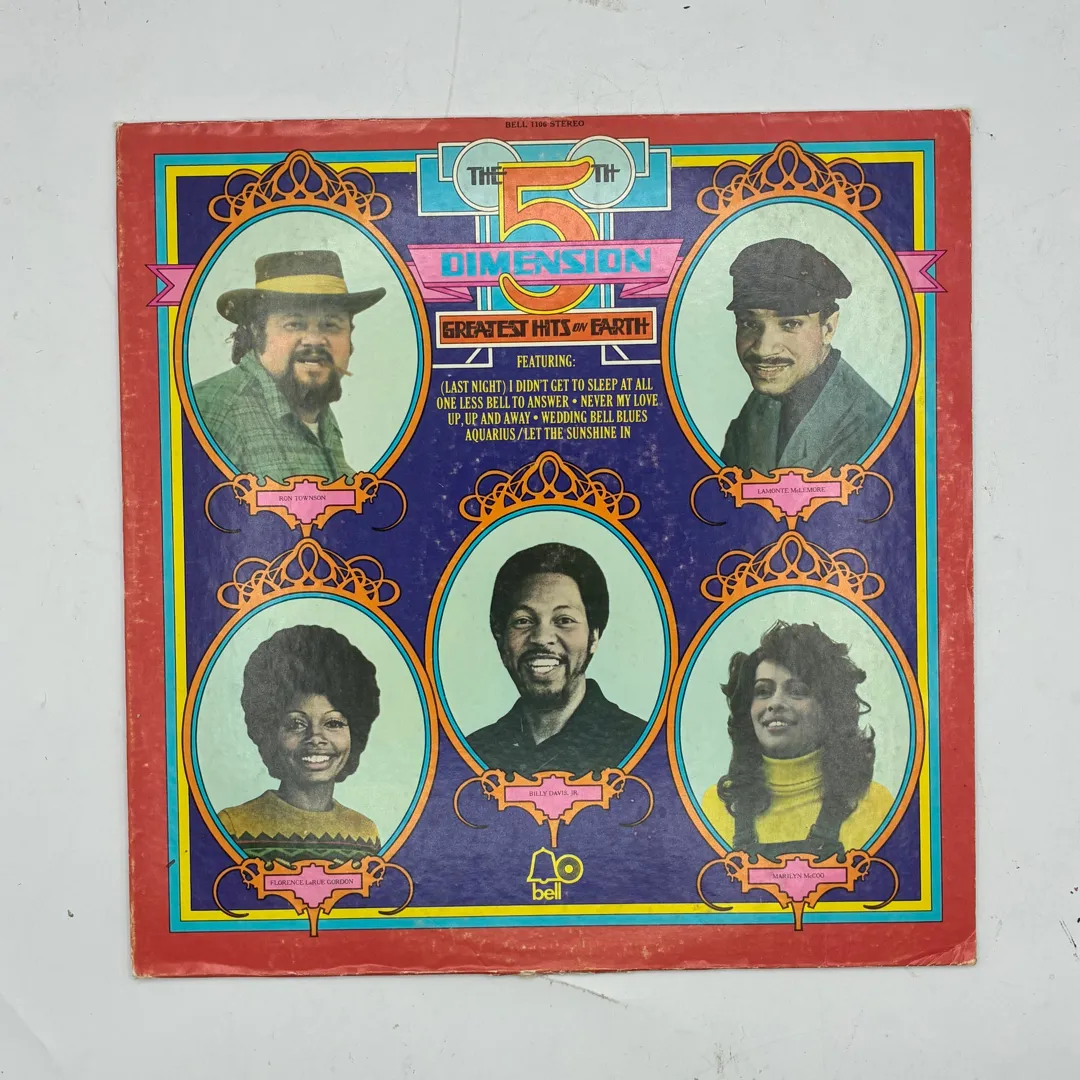 BELL 1106 STEREO
THE 5TH
DIMENSION
GREATEST HITS ON EARTH
FEATURING:
(LAST NIGHT) I DIDN'T GET TO SLEEP AT ALL
ONE LESS BELL TO ANSWER • NEVER MY LOVE
UP, UP AND AWAY • WEDDING BELL BLUES
AQUARIUS/LET THE SUNSHINE IN
RON TOWNSON
LAMONTE McLEMORE
BILLY DAVIS, JR.
FLORENCE LaRUE GORDON
MARILYN McCOO
bell